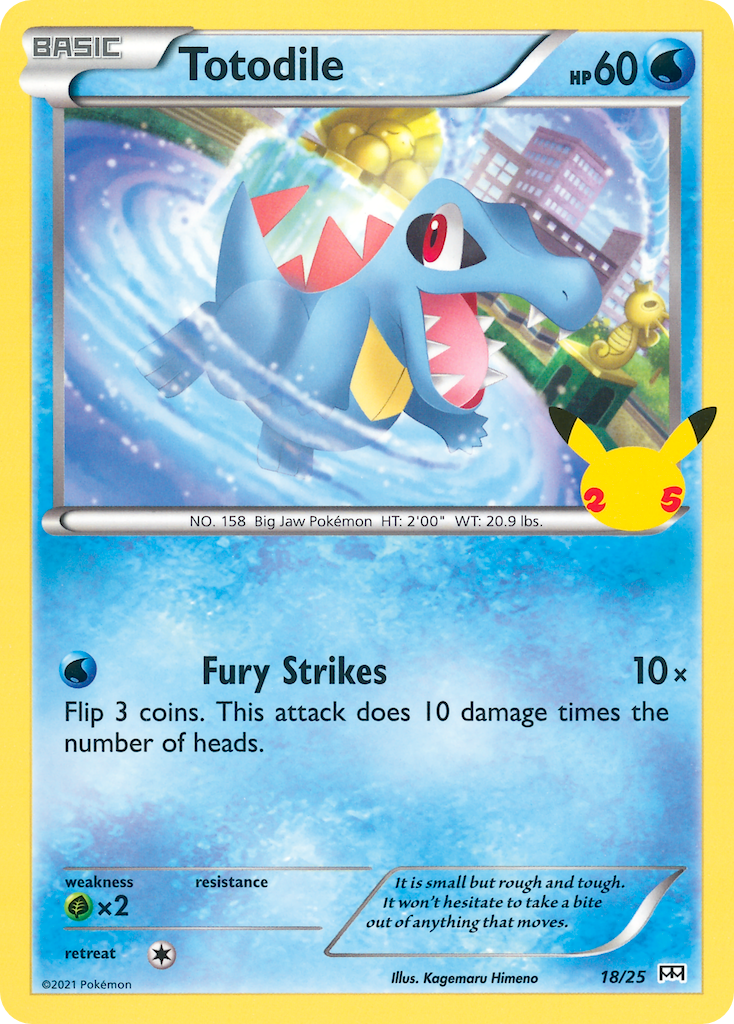 BASIC
Totodile
HP60
NO. 158 Big Jaw Pokémon HT: 2'00" WT: 20.9 lbs.
25
Fury Strikes 10×
Flip 3 coins. This attack does 10 damage times the
number of heads.
weakness resistance
×2
retreat
It is small but rough and tough.
It won't hesitate to take a bite
out of anything that moves.
©2021 Pokémon
Illus. Kagemaru Himeno
18/25